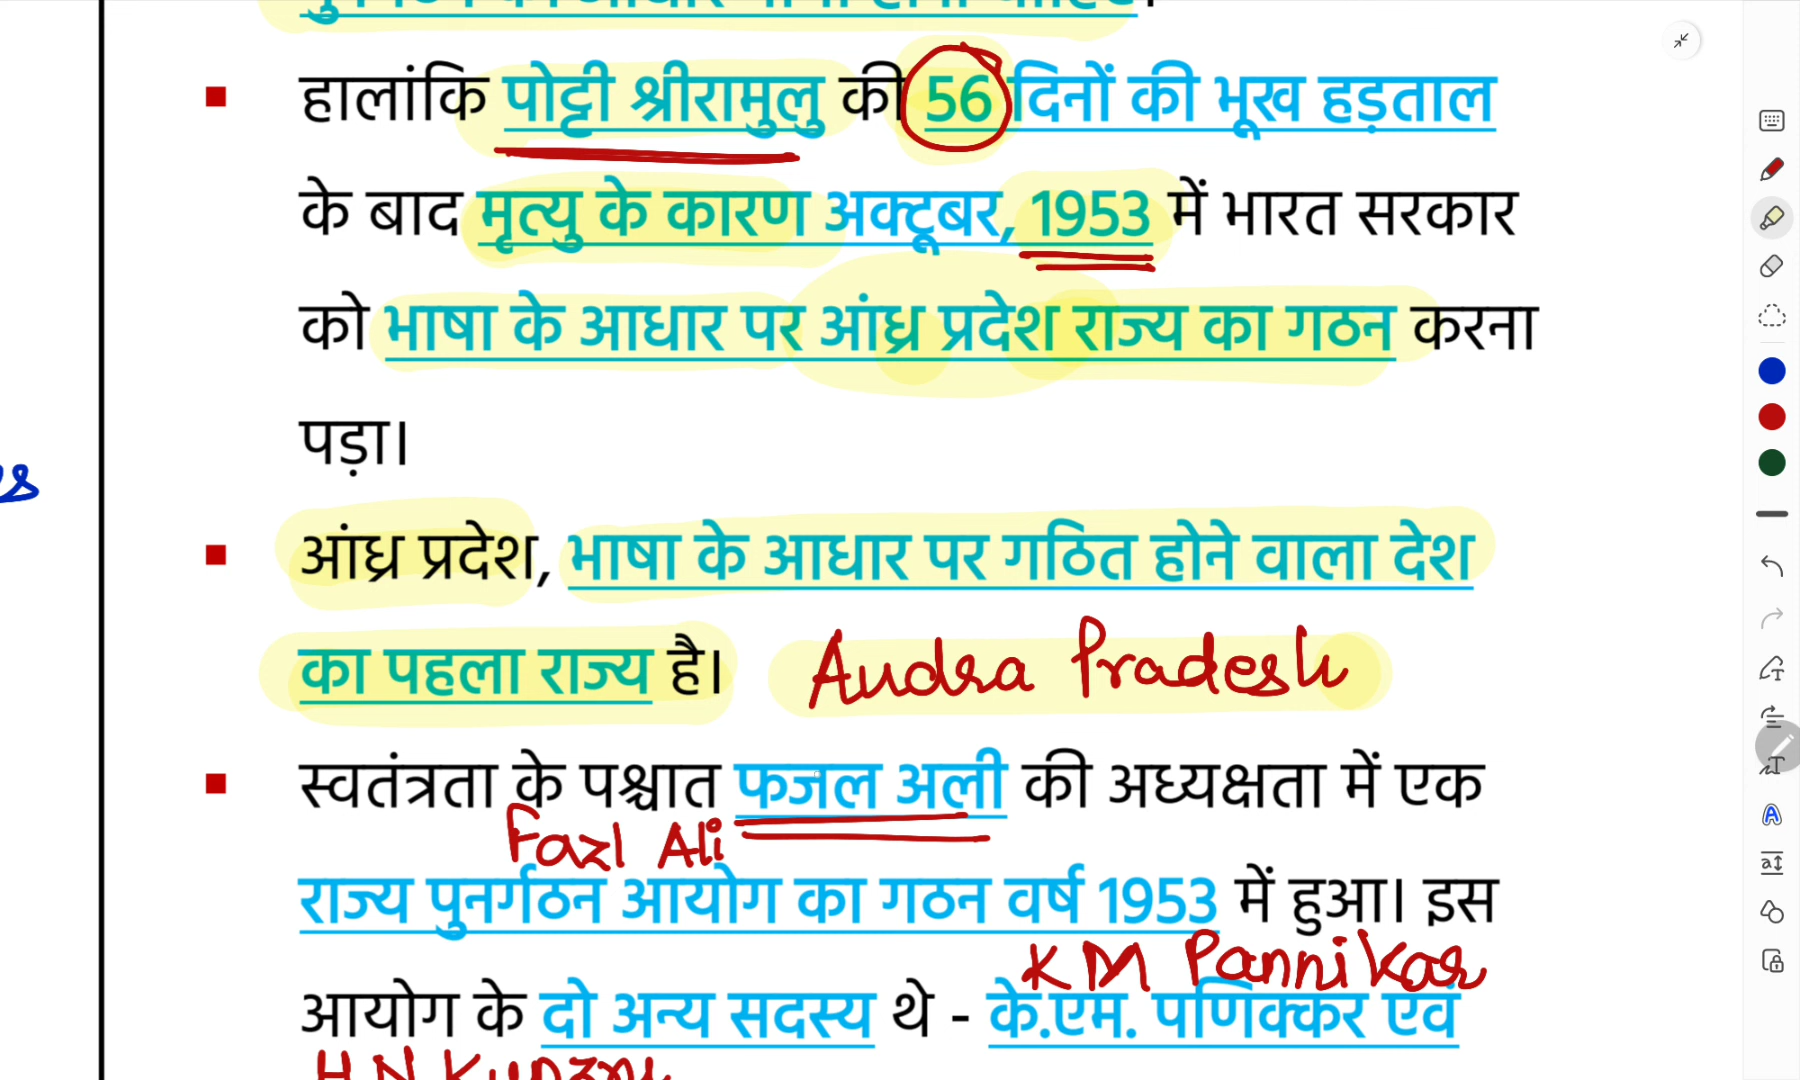 हालांकि पोट्टी श्रीरामुलु की 56 दिनों की भूख हड़ताल
के बाद मृत्यु के कारण अक्टूबर, 1953 में भारत सरकार
को भाषा के आधार पर आंध्र प्रदेश राज्य का गठन करना
पड़ा।
आंध्र प्रदेश, भाषा के आधार पर गठित होने वाला देश
का पहला राज्य है। Andra Pradesh
स्वतंत्रता के पश्चात फजल अली की अध्यक्षता में एक
Fazl Ali
राज्य पुनर्गठन आयोग का गठन वर्ष 1953 में हुआ। इस
KM Pannikar
आयोग के दो अन्य सदस्य थे - के.एम. पणिक्कर एवं
H N Kunzru